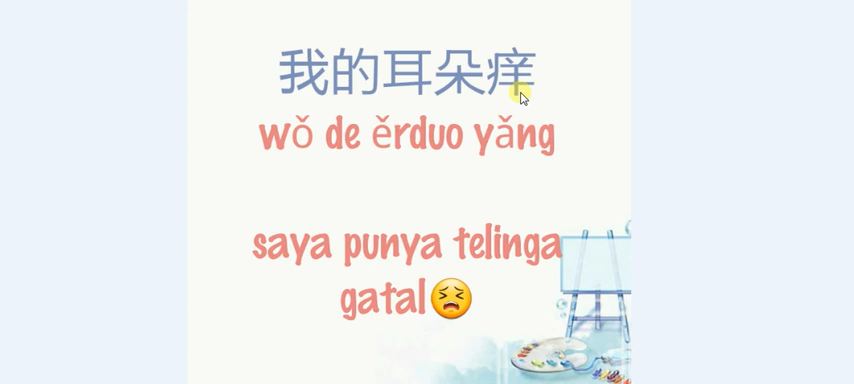 我的耳朵痒
wǒ de ěrduo yǎng
saya punya telinga
gatal😣